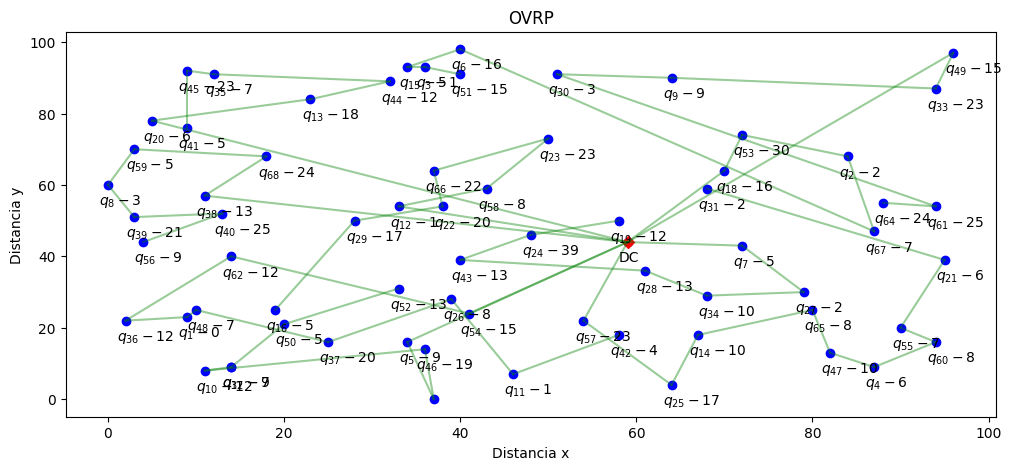 OVRP
100
80
60
40
20
0
0
20
40
60
80
100
Distancia y
Distancia x
DC
q6 − 16
q49 − 15
q45 − 23
q51 − 15
q30 − 3
q9 − 9
q33 − 23
q44 − 12
q13 − 18
q20 − 6
q41 − 5
q59 − 5
q68 − 24
q23 − 23
q53 − 30
q2 − 2
q66 − 22
q18 − 16
q8 − 3
q38 − 13
q58 − 8
q31 − 2
q39 − 21
q40 − 25
q12 − 1
q22 − 20
q64 − 24
q61 − 25
q29 − 17
q56 − 9
q24 − 39
q67 − 7
q62 − 12
q43 − 13
q7 − 5
q21 − 6
q28 − 13
q52 − 13
q26 − 8
q34 − 10
q36 − 12
q1 − 0
q48 − 7
q50 − 5
q54 − 15
q57 − 23
q65 − 8
q37 − 20
q5 − 9
q46 − 19
q42 − 4
q14 − 10
q55 − 7
q60 − 8
q47 − 10
q4 − 6
q11 − 1
q25 − 17